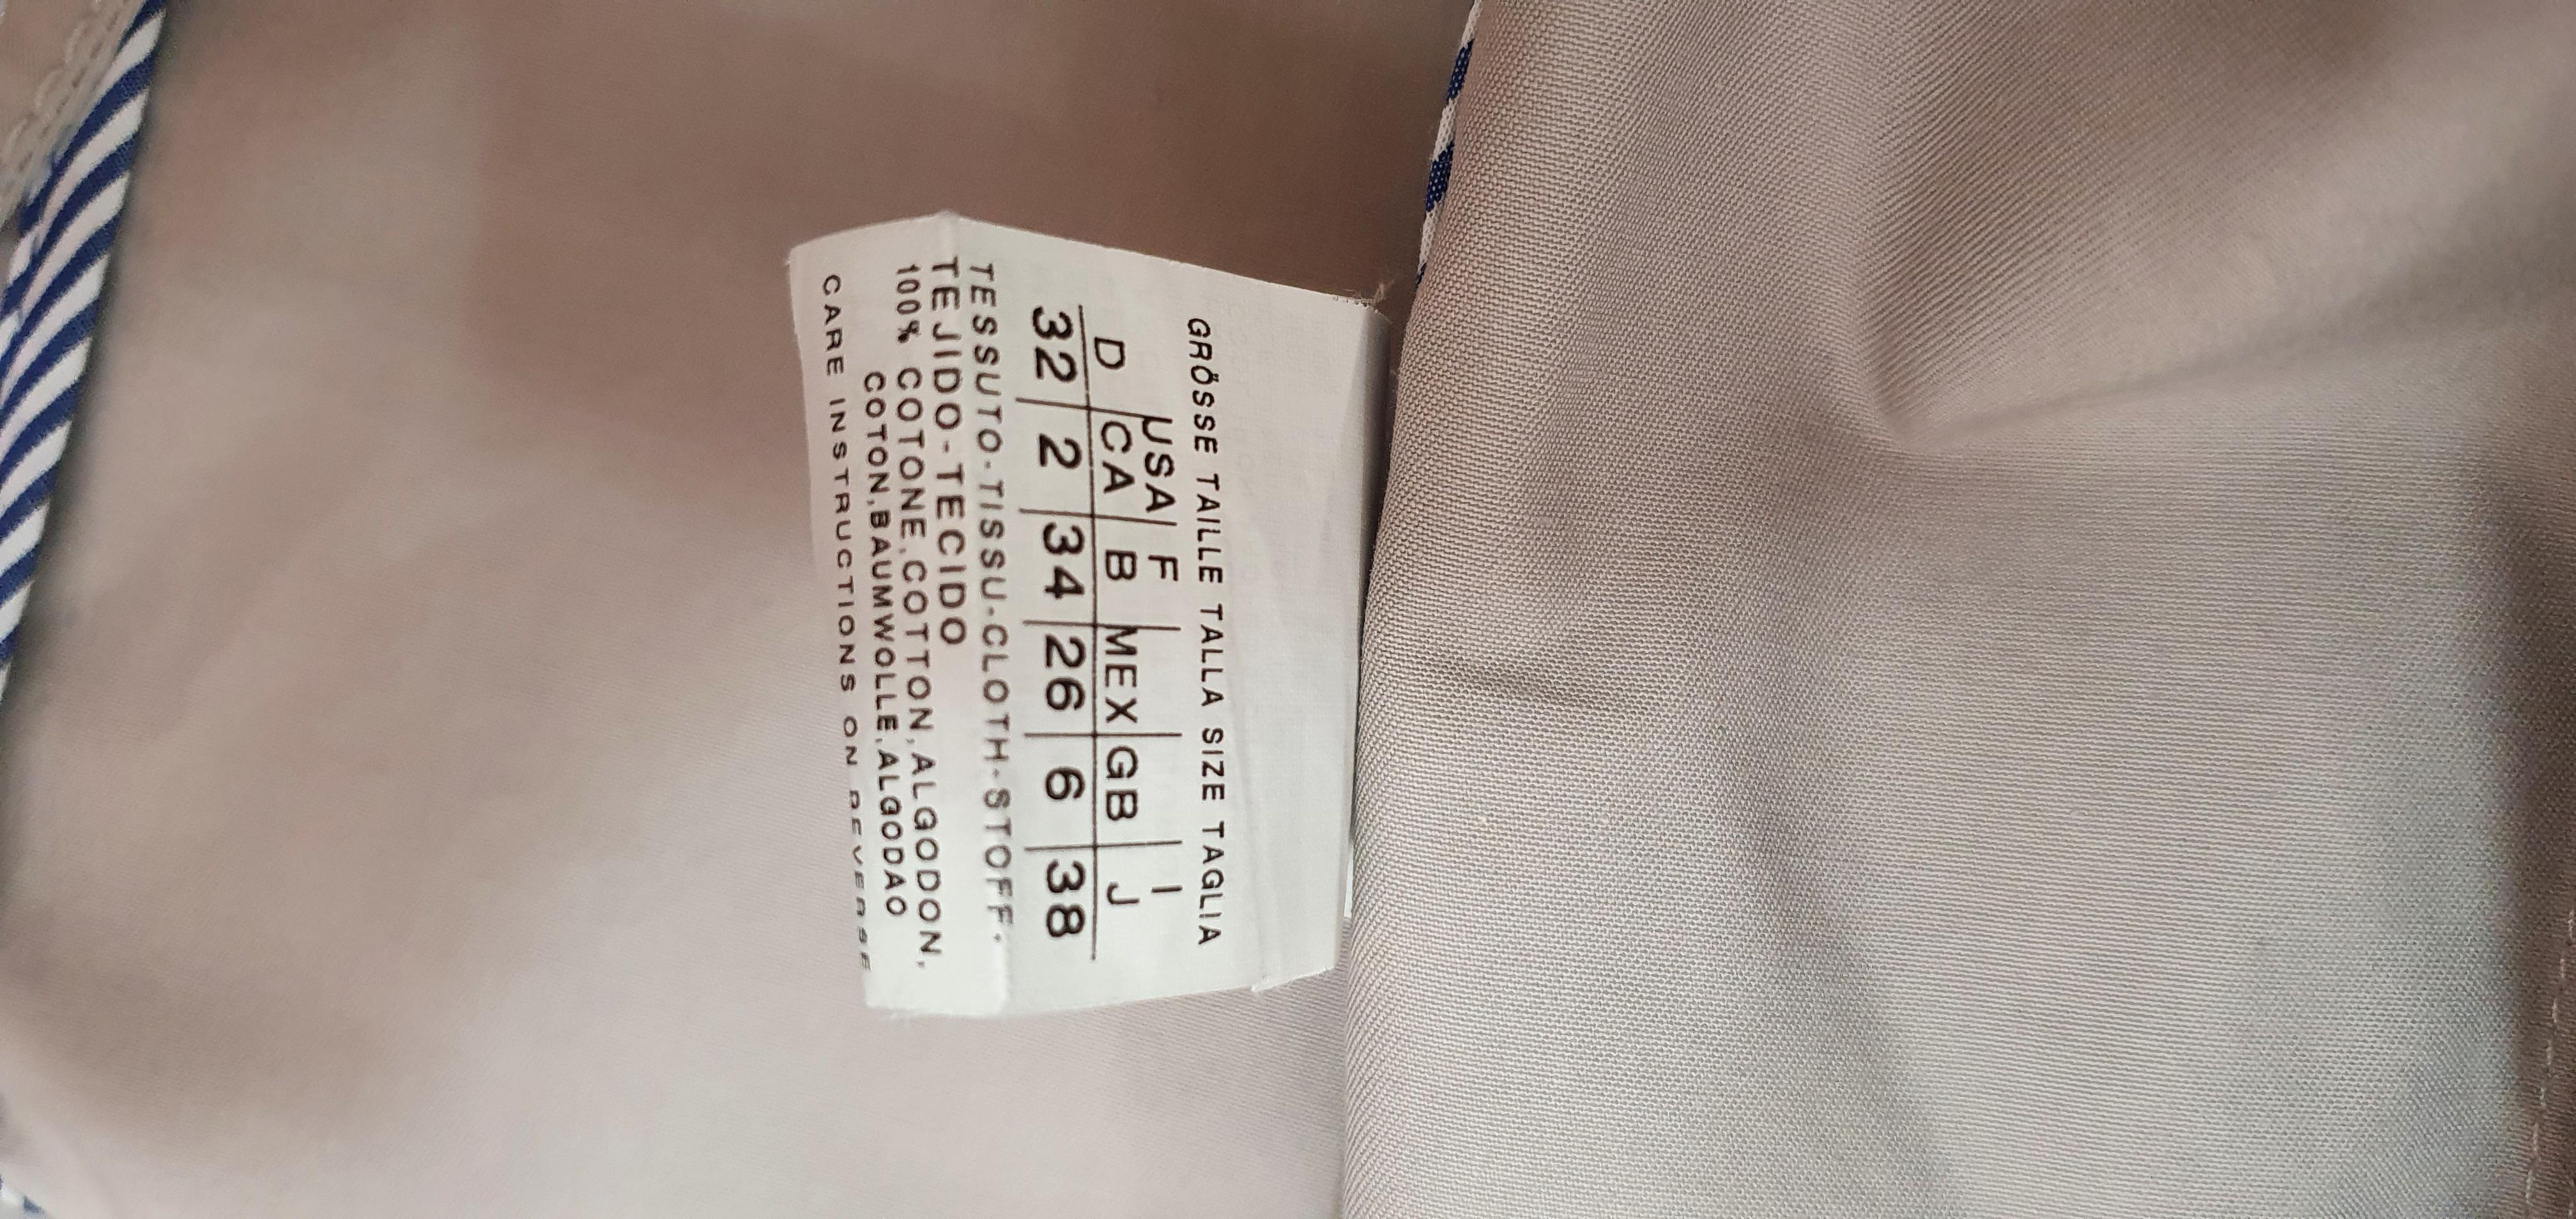 GRÖSSE TAILLE TALLA SIZE TAGLIA
USA F I
D CA B MEX GB J
32 2 34 26 6 38
TESSUTO-TISSU-CLOTH-STOFF-
TEJIDO-TECIDO
100% COTONE,COTTON,ALGODON,
COTON,BAUMWOLLE,ALGODAO
CARE INSTRUCTIONS ON REVERSE